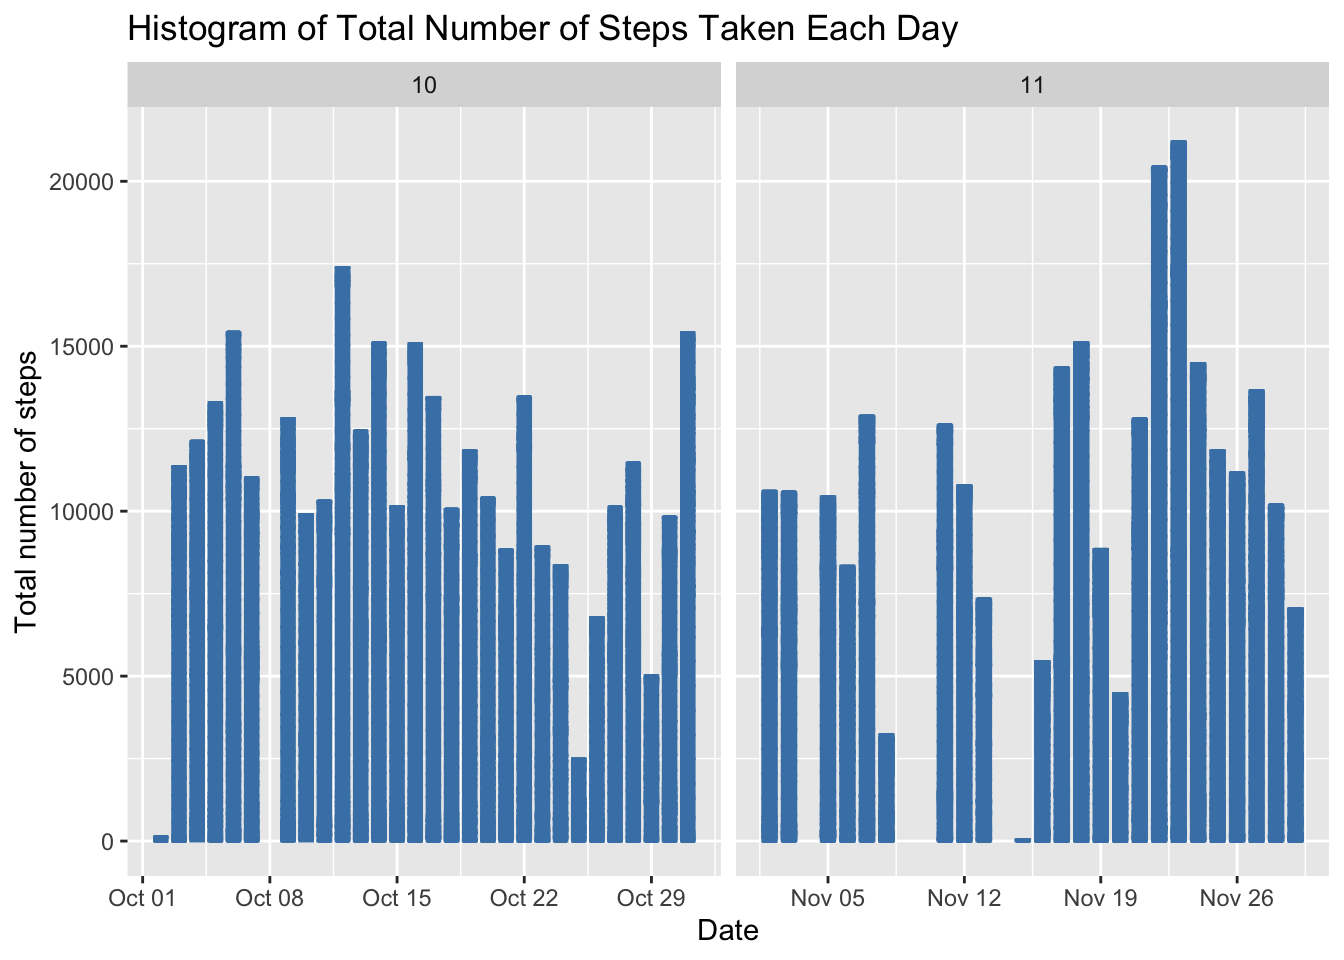 Histogram of Total Number of Steps Taken Each Day
10
11
Total number of steps
20000
15000
10000
5000
0
Oct 01
Oct 08
Oct 15
Oct 22
Oct 29
Nov 05
Nov 12
Nov 19
Nov 26
Date